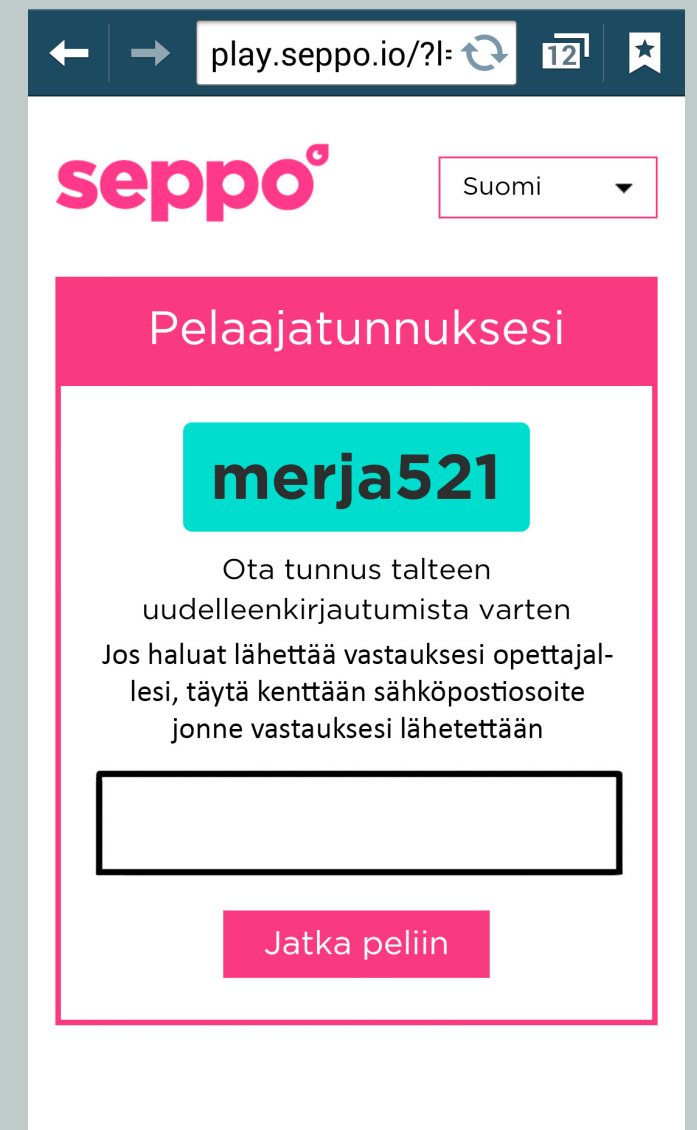 play.seppo.io/?l=
12
seppo
Suomi
Pelaajatunnuksesi
merja521
Ota tunnus talteen
uudelleenkirjautumista varten
Jos haluat lähettää vastauksesi opettajal-
lesi, täytä kenttään sähköpostiosoite
jonne vastauksesi lähetettään
Jatka peliin